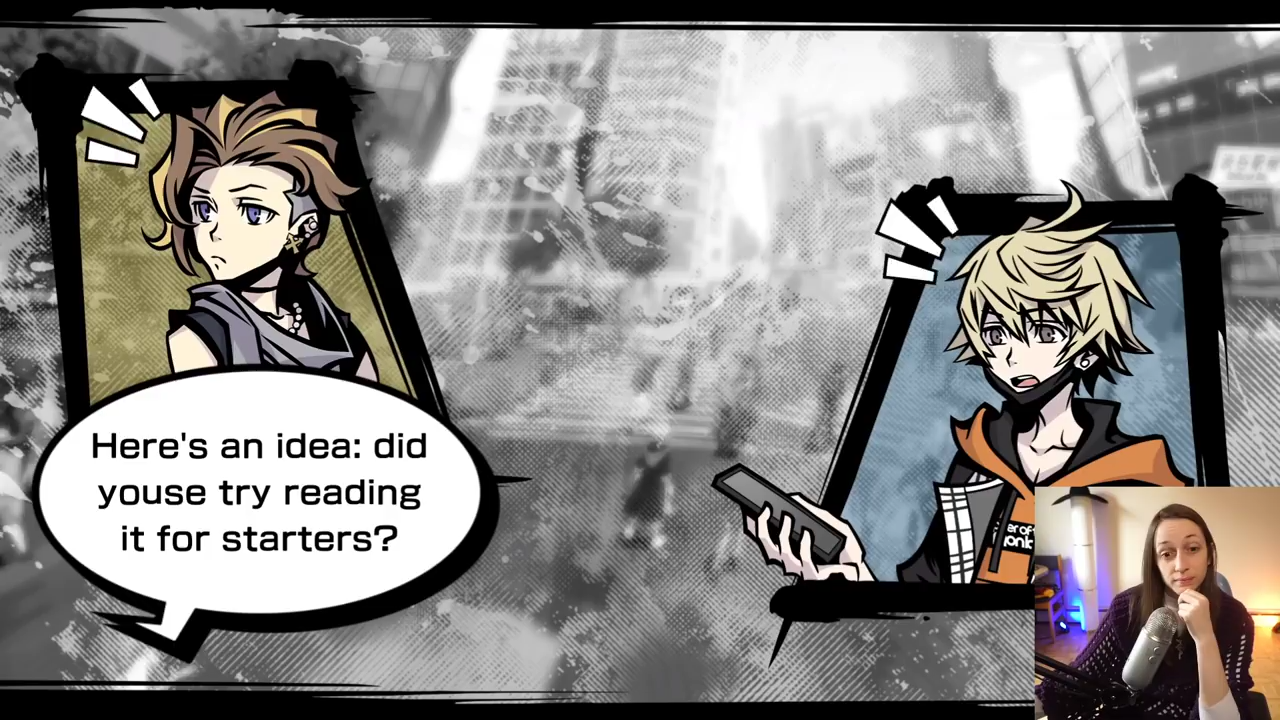 Here's an idea: did
youse try reading
it for starters?